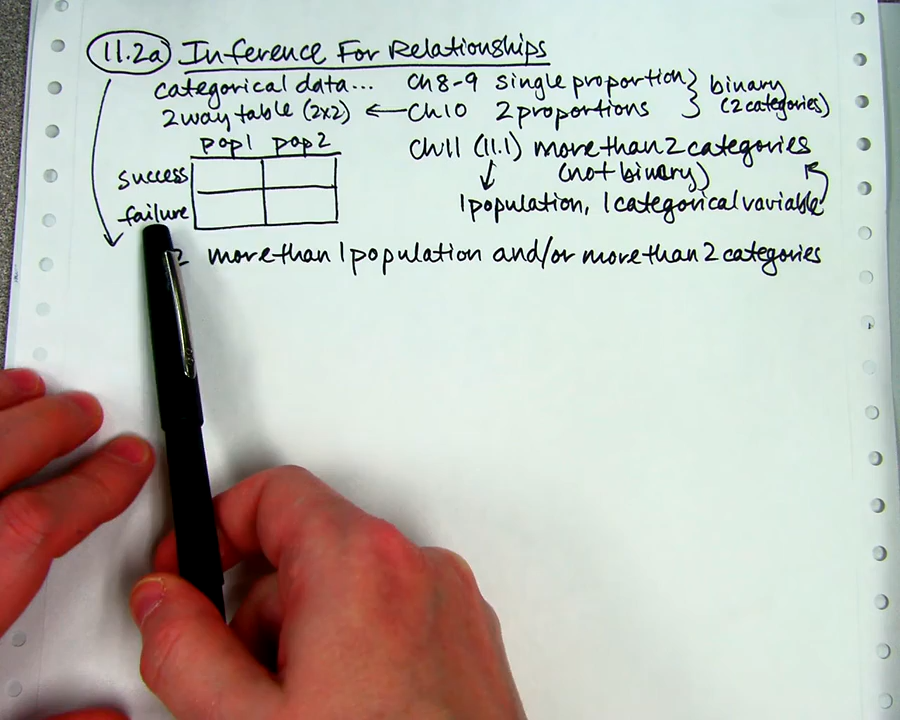 11.2a Inference For Relationships
categorical data... Ch 8-9 single proportion } binary
2 way table (2x2) ← Ch10 2 proportions (2 categories)
pop1 pop2
Ch11 (11.1) more than 2 categories
success
(not binary)
failure
1 population, 1 categorical variable
2 more than 1 population and/or more than 2 categories